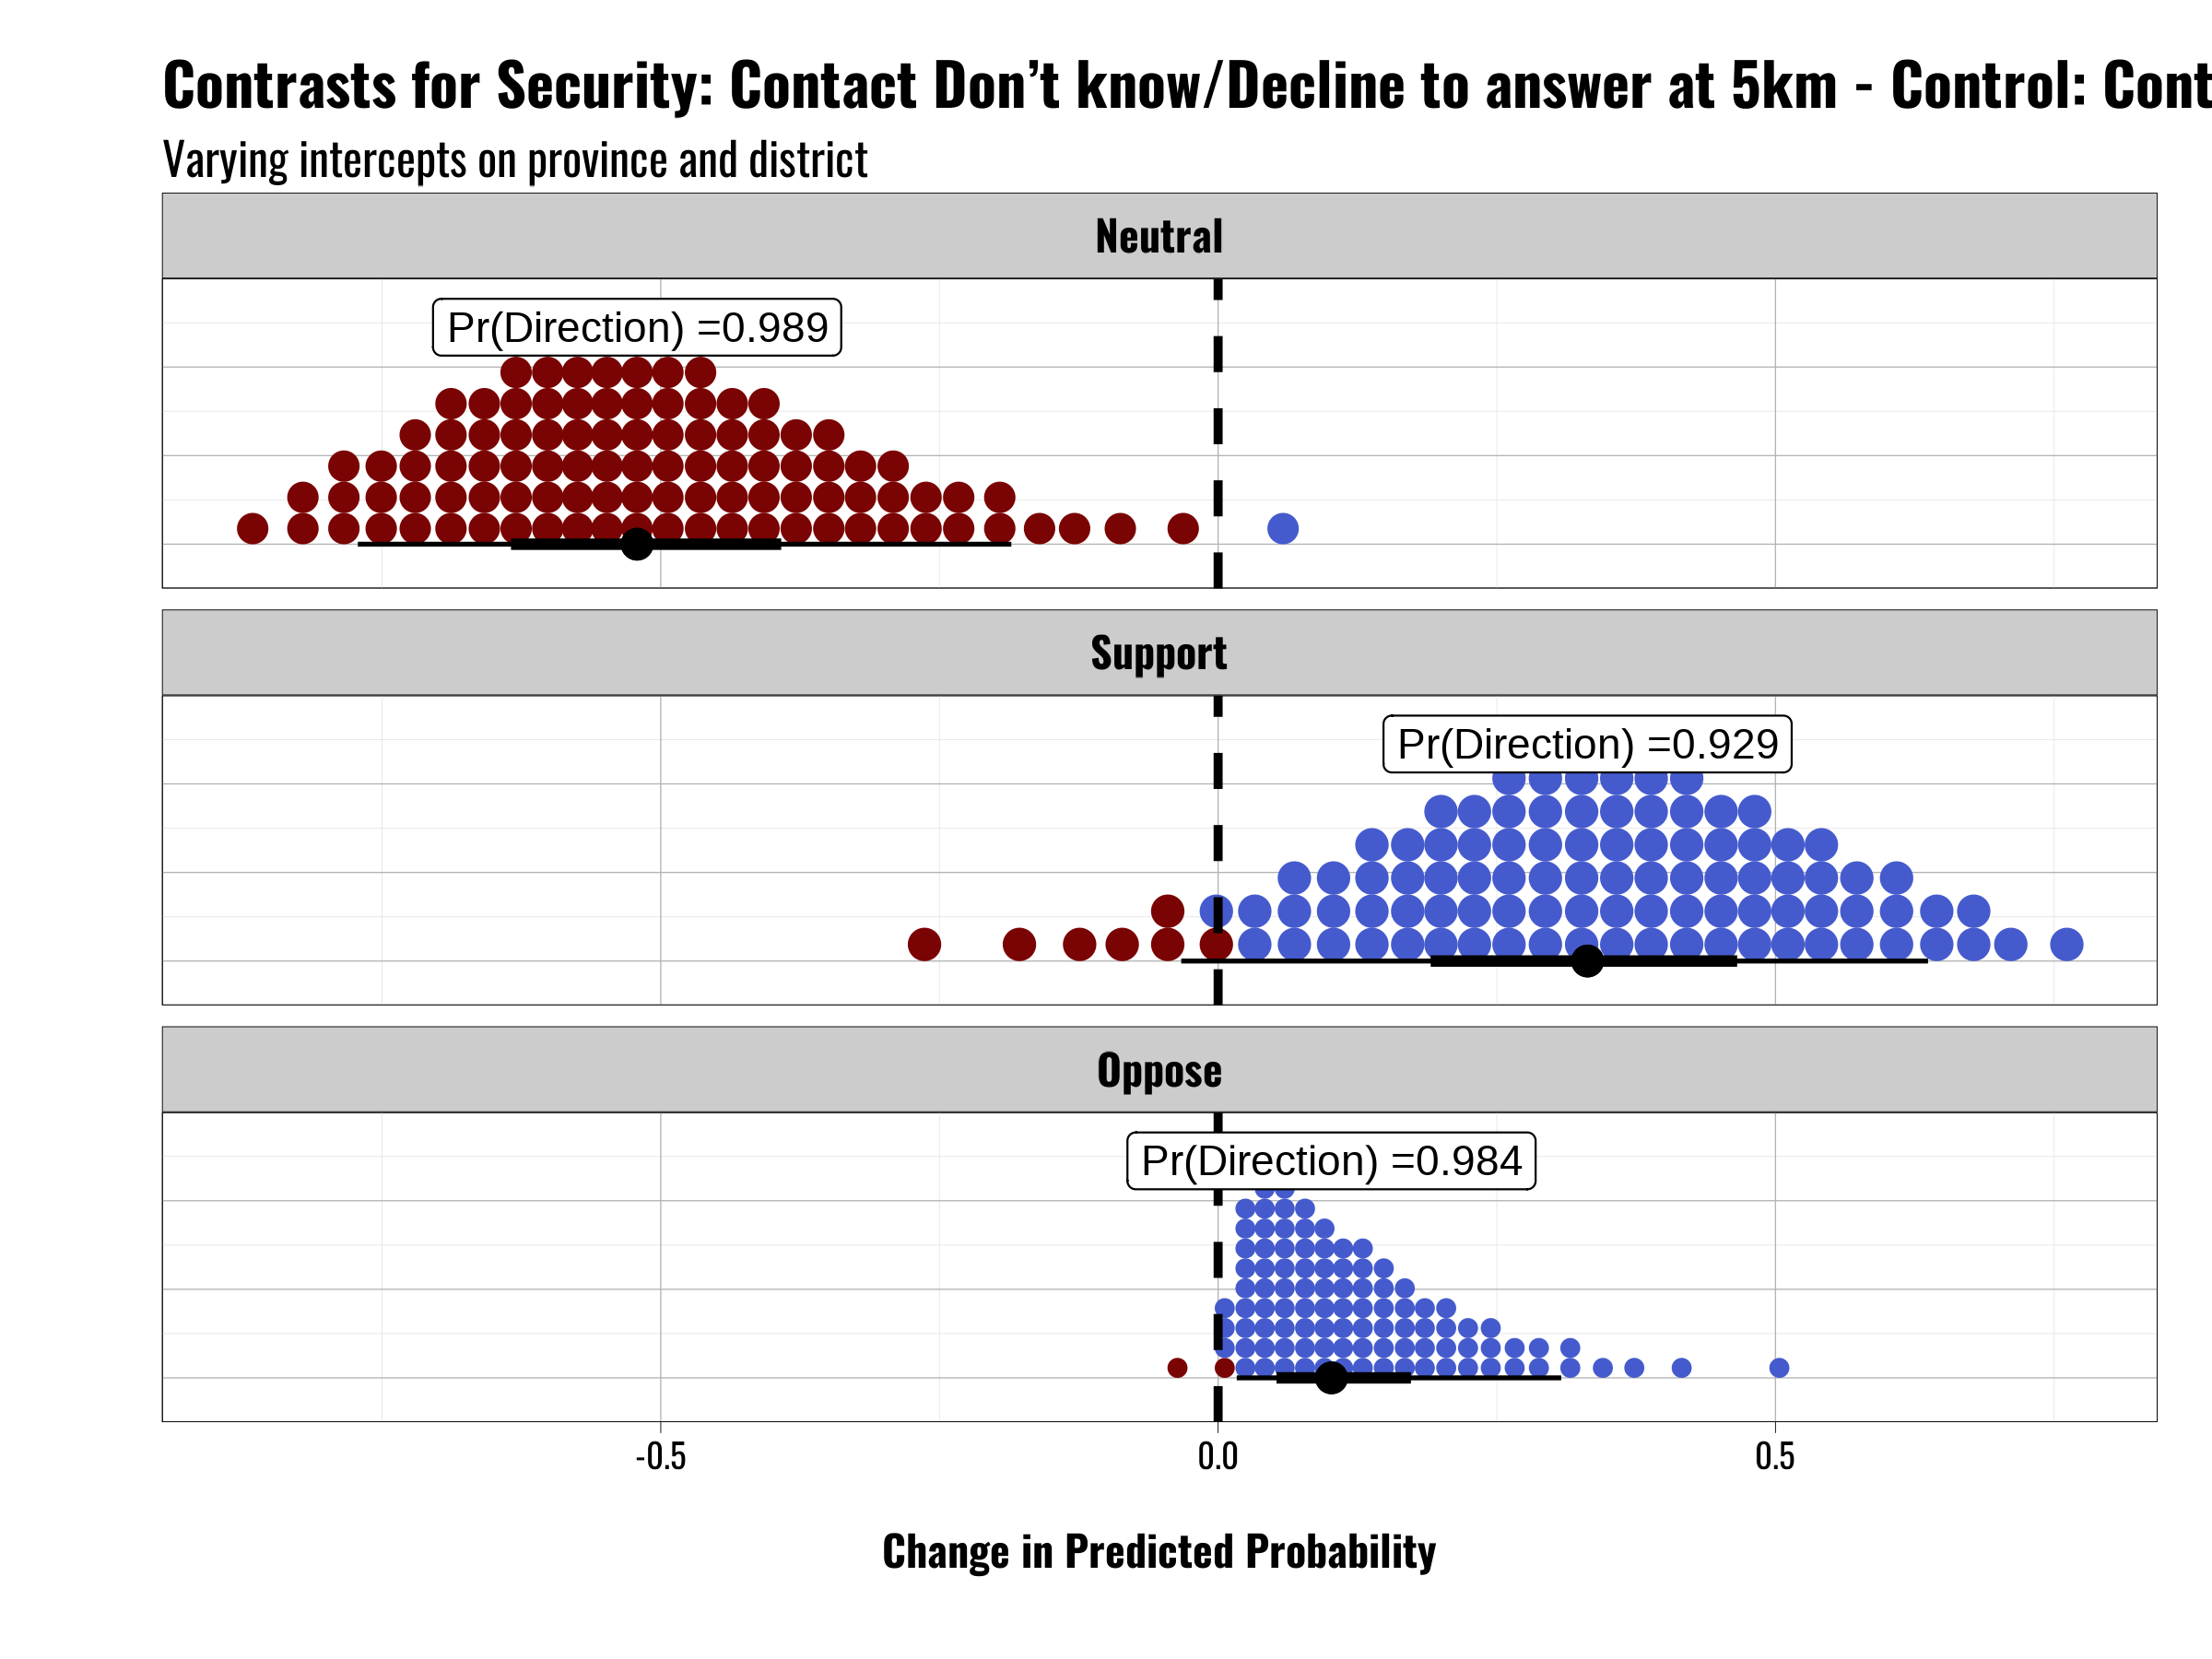 Contrasts for Security: Contact Don’t know/Decline to answer at 5km - Control: Cont
Varying intercepts on province and district
Neutral
Pr(Direction) =0.989
Support
Pr(Direction) =0.929
Oppose
Pr(Direction) =0.984
-0.5 0.0 0.5
Change in Predicted Probability